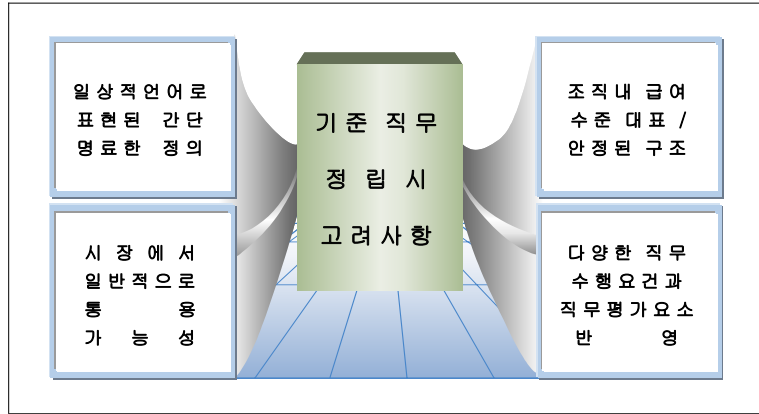 일상적언어로
표현된 간단
명료한 정의
시장에서
일반적으로
통용
가능성
기준 직무
정립 시
고려사항
조직내 급여
수준 대표 /
안정된 구조
다양한 직무
수행요건과
직무평가요소
반영